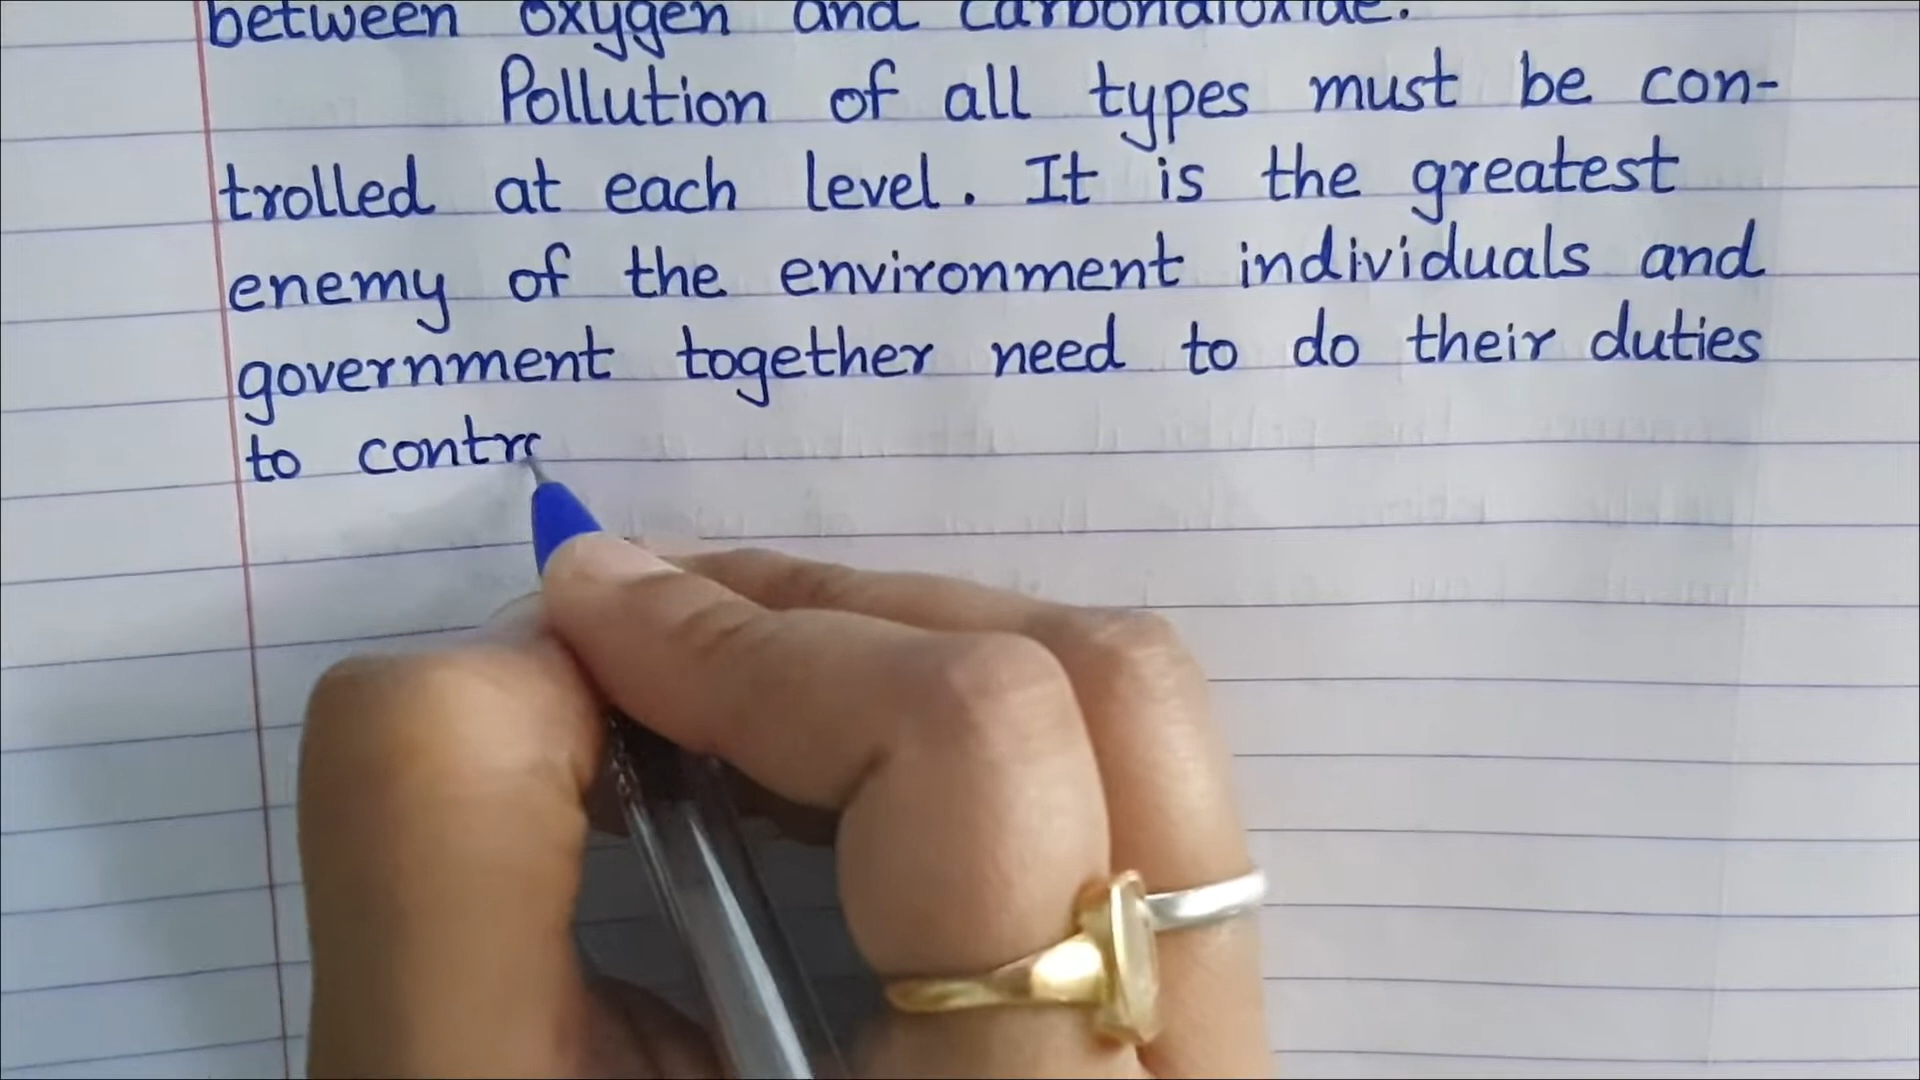 between oxygen and carbondioxide.
Pollution of all types must be con-
trolled at each level. It is the greatest
enemy of the environment individuals and
government together need to do their duties
to contro